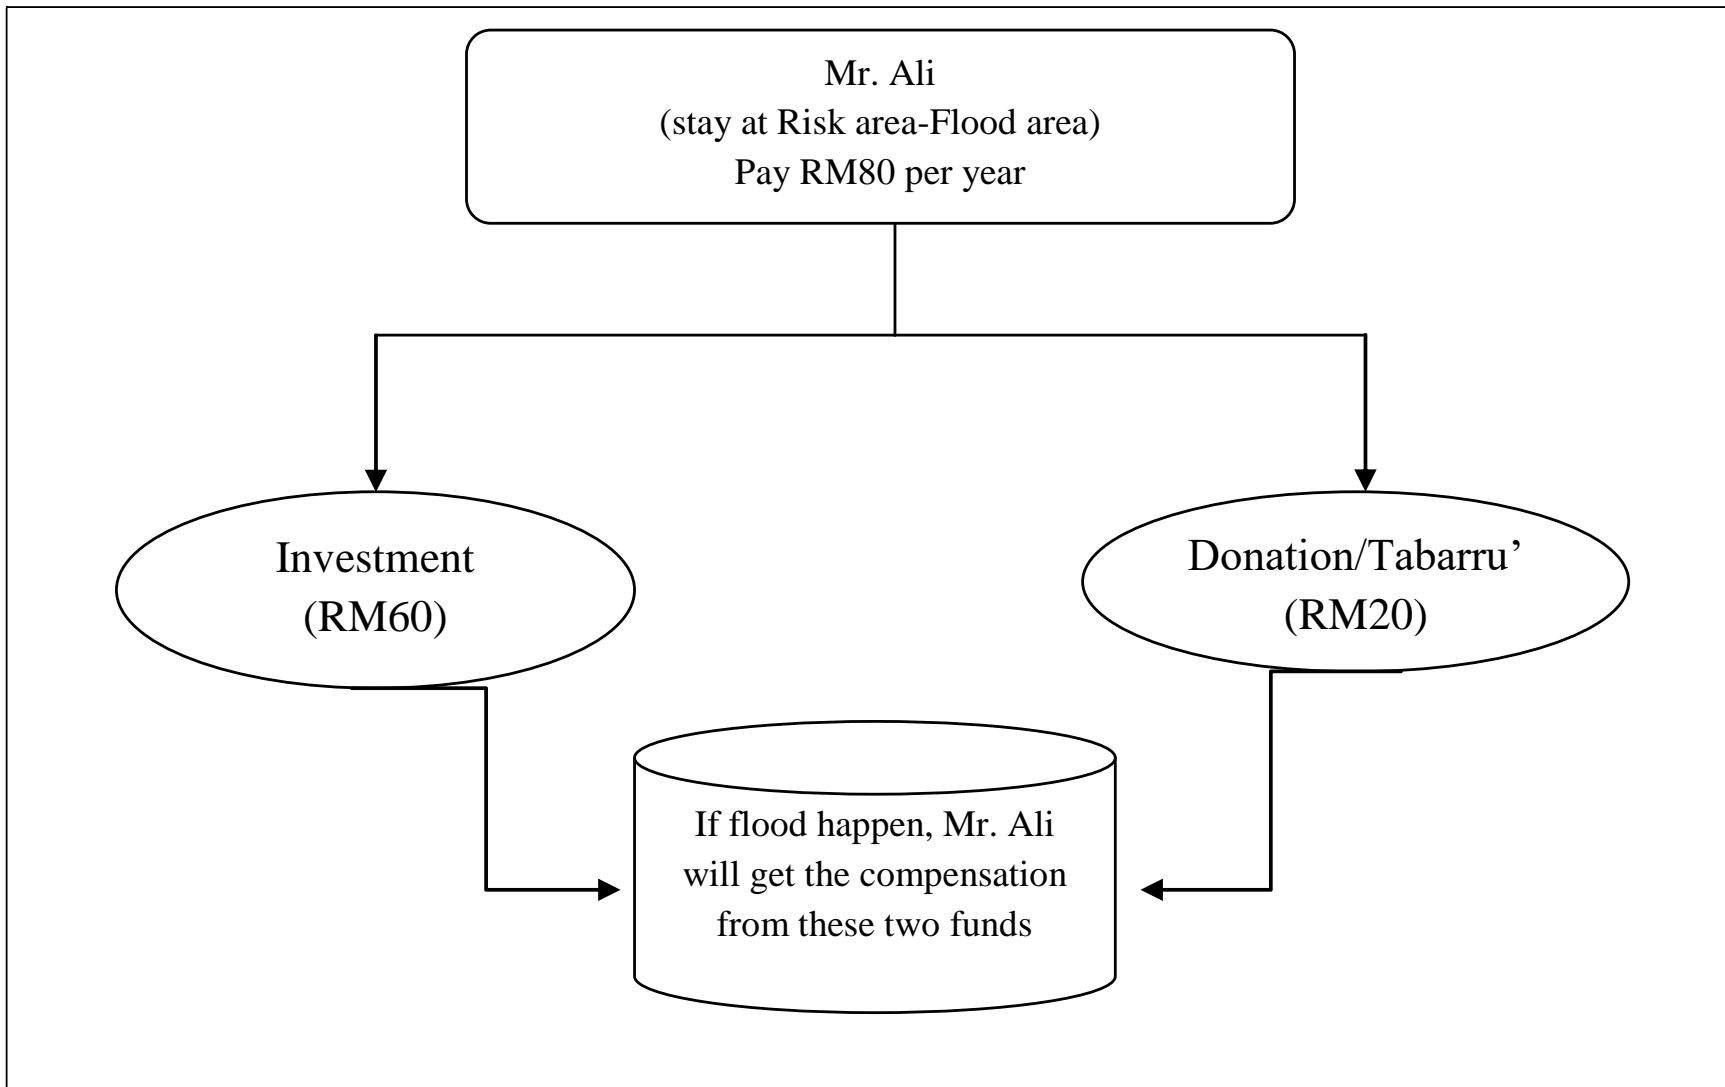 Mr. Ali
(stay at Risk area-Flood area)
Pay RM80 per year
Investment
(RM60)
Donation/Tabarru’
(RM20)
If flood happen, Mr. Ali
will get the compensation
from these two funds